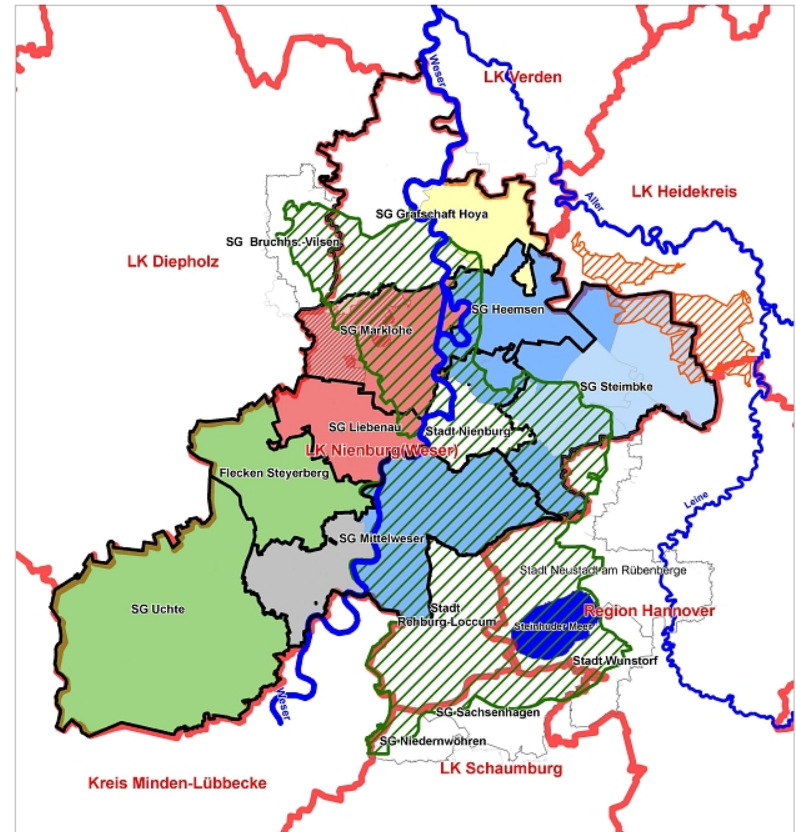 Weser
LK Verden
Aller
LK Heidekreis
SG Grafschaft Hoya
SG Bruchhs.-Vilsen
LK Diepholz
SG Heemsen
SG Marklohe
SG Steimbke
SG Liebenau
Stadt Nienburg
LK Nienburg(Weser)
Flecken Steyerberg
Leine
SG Mittelweser
Stadt Neustadt am Rübenberge
SG Uchte
Stadt
Rehburg-Loccum
Region Hannover
Steinhuder Meer
Stadt Wunstorf
Weser
SG Sachsenhagen
SG Niedernwöhren
LK Schaumburg
Kreis Minden-Lübbecke